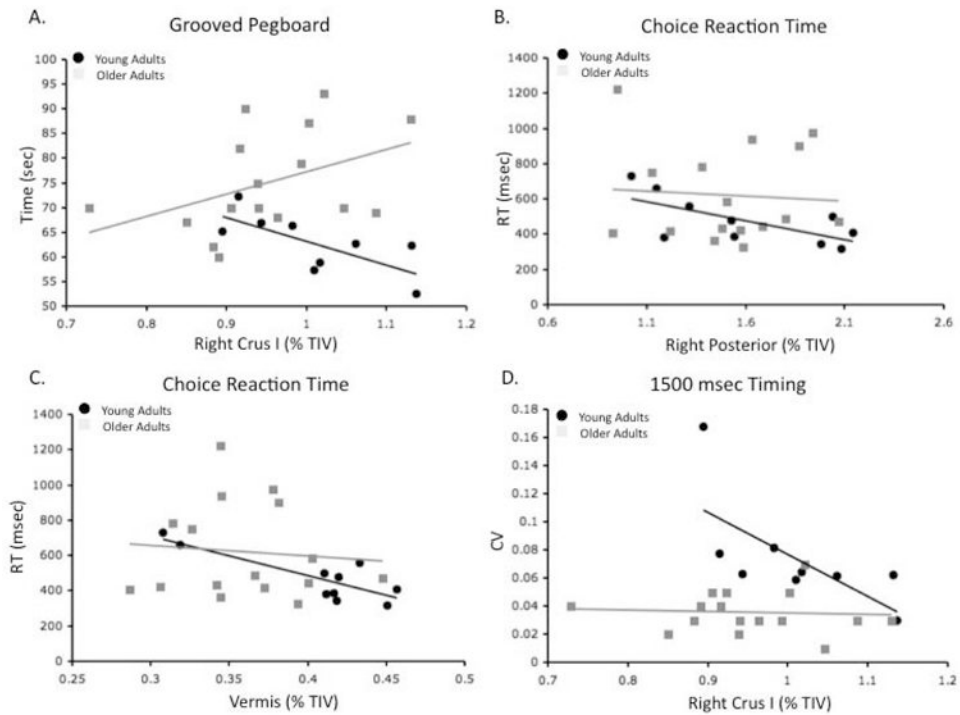 A.
Grooved Pegboard
Young Adults
Older Adults
Time (sec)
100
95
90
85
80
75
70
65
60
55
50
0.7
0.8
0.9
1
1.1
1.2
Right Crus I (% TIV)
B.
Choice Reaction Time
Young Adults
Older Adults
RT (msec)
1400
1200
1000
800
600
400
200
0
0.6
1.1
1.6
2.1
2.6
Right Posterior (% TIV)
C.
Choice Reaction Time
Young Adults
Older Adults
RT (msec)
1400
1200
1000
800
600
400
200
0
0.25
0.3
0.35
0.4
0.45
0.5
Vermis (% TIV)
D.
1500 msec Timing
Young Adults
Older Adults
CV
0.18
0.16
0.14
0.12
0.1
0.08
0.06
0.04
0.02
0
0.7
0.8
0.9
1
1.1
1.2
Right Crus I (% TIV)